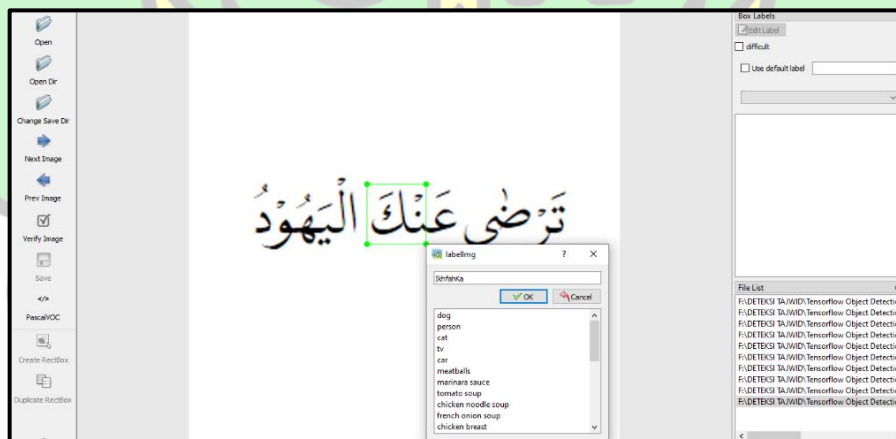 Open
Open Dir
Change Save Dir
Next Image
Prev Image
Verify Image
Save
</>
PascalVOC
Create RectBox
Duplicate RectBox
تَرْضٰى عَنْكَ الْيَهُوْدُ
labelImg
? X
IkhfahKa
OK
Cancel
dog
person
cat
tv
car
meatballs
marinara sauce
tomato soup
chicken noodle soup
french onion soup
chicken breast
Box Labels
Edit Label
difficult
Use default label
File List
F:\DETEKSI TAJWID\Tensorflow Object Detecti
F:\DETEKSI TAJWID\Tensorflow Object Detecti
F:\DETEKSI TAJWID\Tensorflow Object Detecti
F:\DETEKSI TAJWID\Tensorflow Object Detecti
F:\DETEKSI TAJWID\Tensorflow Object Detecti
F:\DETEKSI TAJWID\Tensorflow Object Detecti
F:\DETEKSI TAJWID\Tensorflow Object Detecti
F:\DETEKSI TAJWID\Tensorflow Object Detecti
F:\DETEKSI TAJWID\Tensorflow Object Detecti